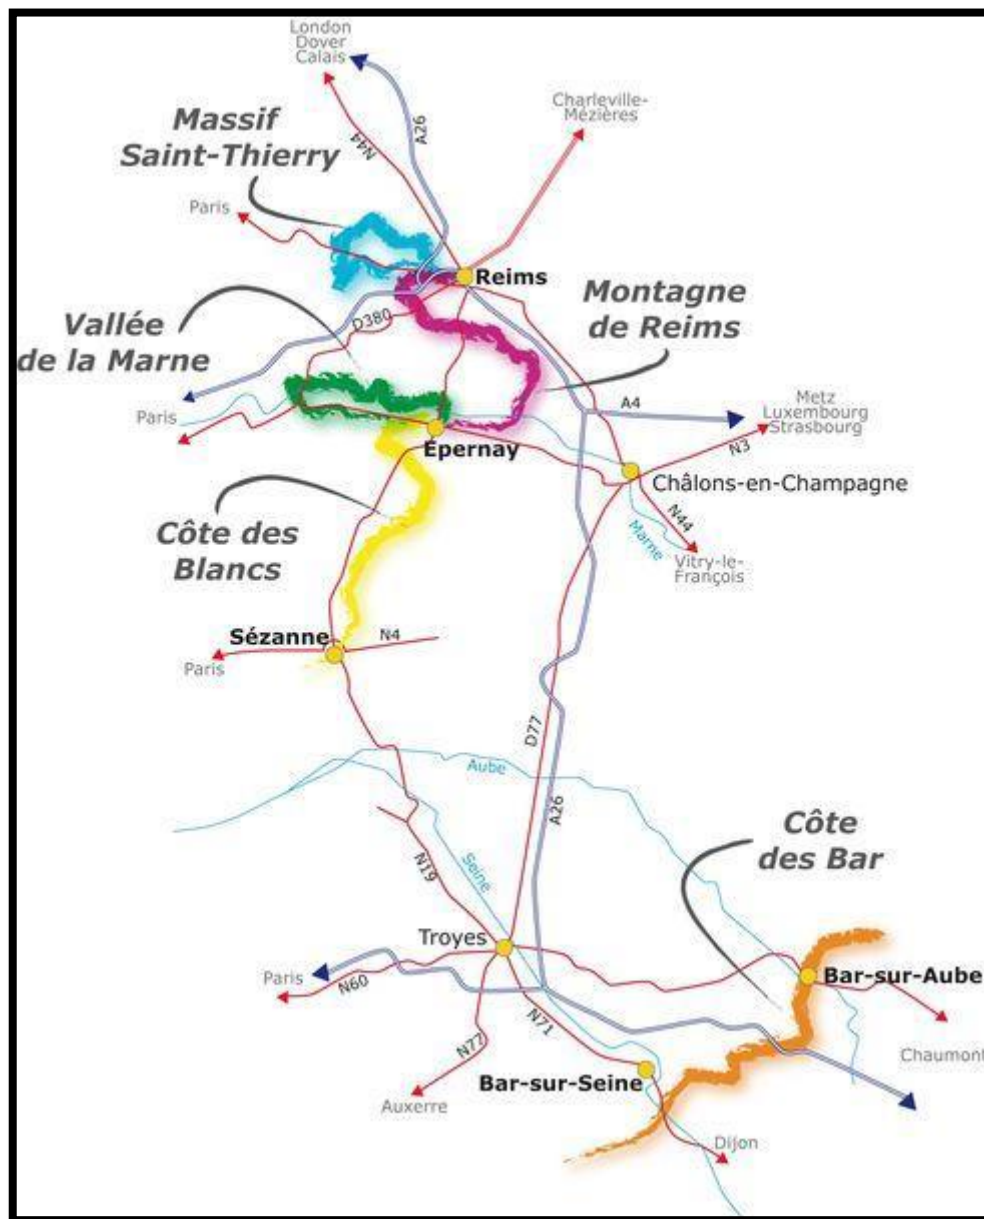 London
Dover
Calais
A26
N44
Charleville-
Mézières
Massif
Saint-Thierry
Paris
Reims
Montagne
de Reims
D380
Vallée
de la Marne
Paris
A4
Metz
Luxembourg
Strasbourg
N3
Épernay
Châlons-en-Champagne
N44
Marne
Vitry-le-
François
Côte des
Blancs
Sézanne
N4
Paris
D77
Aube
A26
Côte
des Bar
Seine
N19
Troyes
Paris
N60
Bar-sur-Aube
N71
N77
Chaumont
Bar-sur-Seine
Auxerre
Dijon